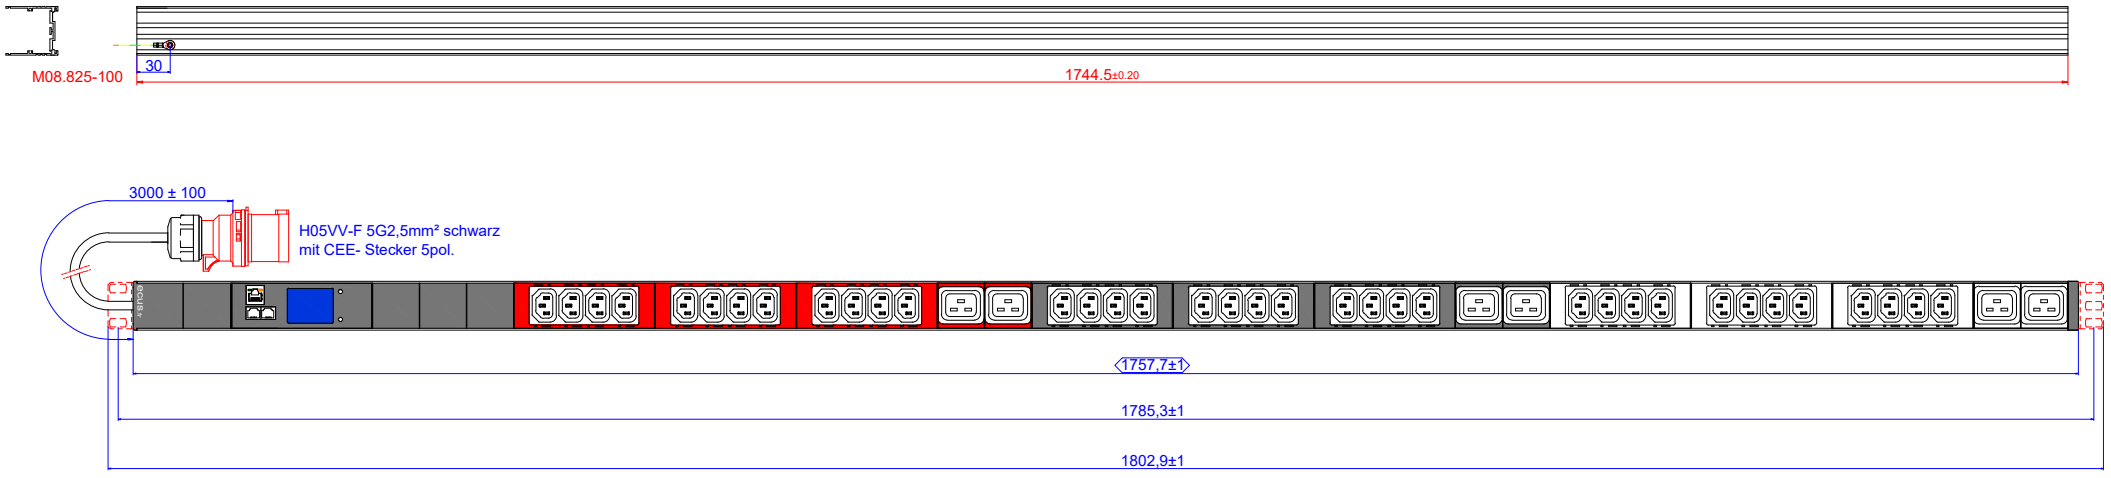 30
M08.825-100
1744.5±0.20
3000 ± 100
H05VV-F 5G2,5mm² schwarz
mit CEE- Stecker 5pol.
1757,7±1
1785,3±1
1802,9±1